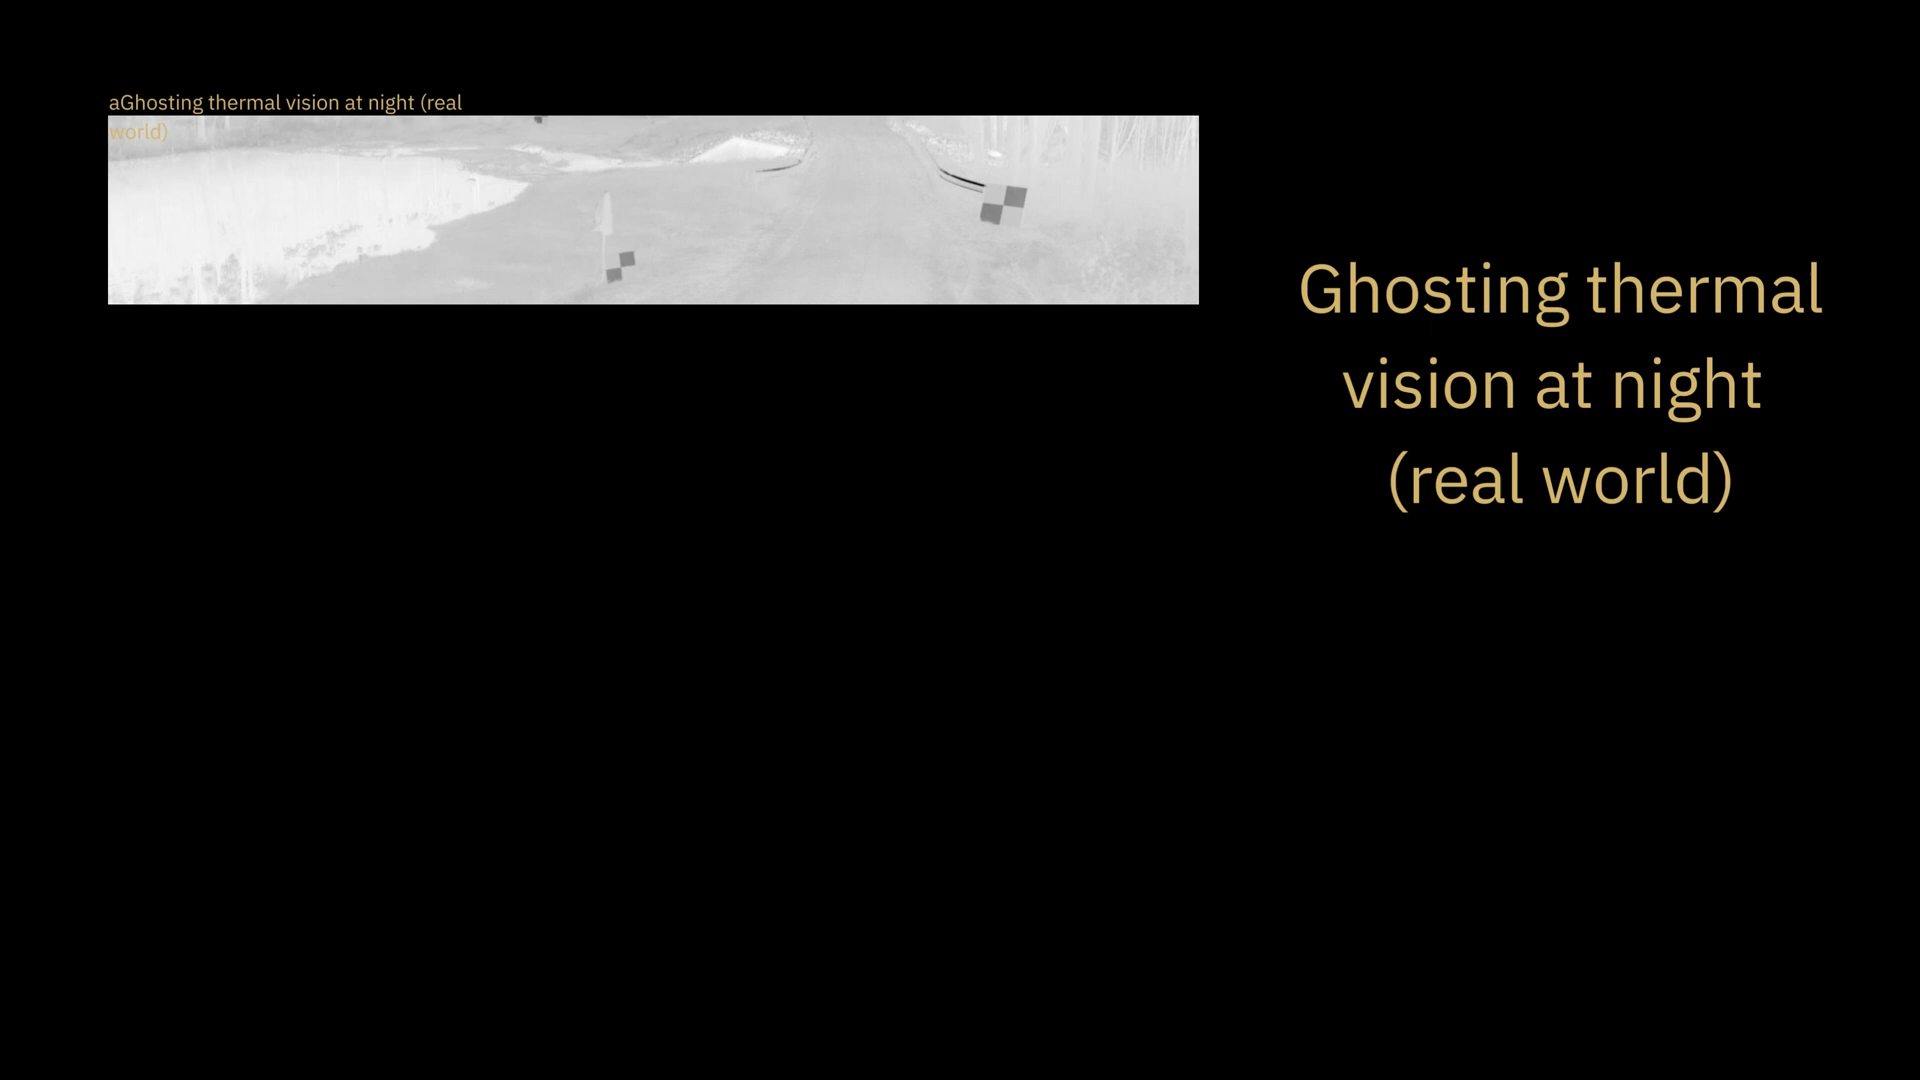 aGhosting thermal vision at night (real
world)
Ghosting thermal
vision at night
(real world)